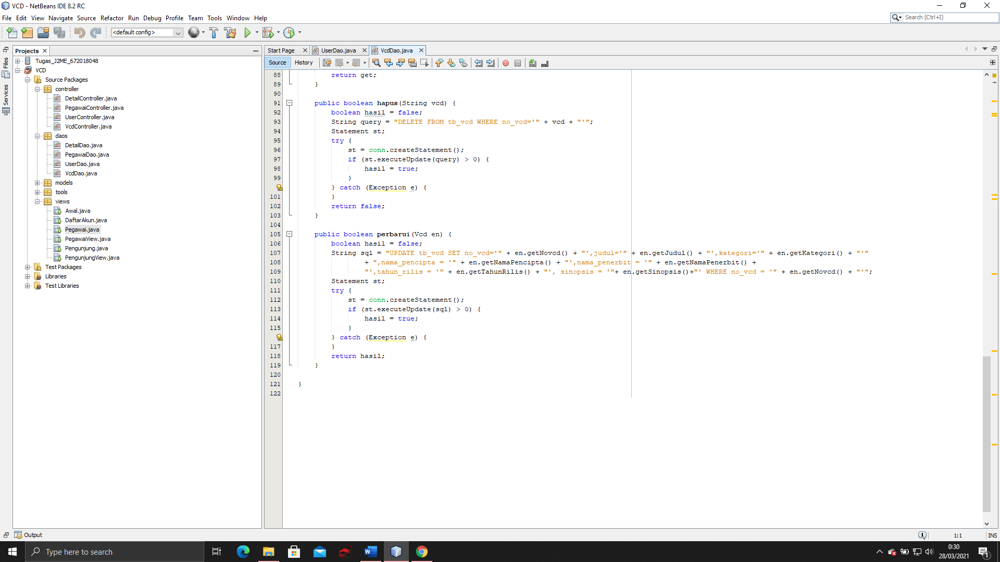 VCD - NetBeans IDE 8.2 RC
File Edit View Navigate Source Refactor Run Debug Profile Team Tools Window Help
Search (Ctrl+I)
<default config>
Files
Services
Projects
Tugas_J2ME_672018048
VCD
Source Packages
controller
DetailController.java
PegawaiController.java
UserController.java
VcdController.java
daos
DetailDao.java
PegawaiDao.java
UserDao.java
VcdDao.java
models
tools
views
Awal.java
DaftarAkun.java
Pegawai.java
PegawaiView.java
Pengunjung.java
PengunjungView.java
Test Packages
Libraries
Test Libraries
Start Page UserDao.java VcdDao.java
Source History
88 return get;
89 }
90
91 public boolean hapus(String vcd) {
92 boolean hasil = false;
93 String query = "DELETE FROM tb_vcd WHERE no_vcd='" + vcd + "'";
94 Statement st;
95 try {
96 st = conn.createStatement();
97 if (st.executeUpdate(query) > 0) {
98 hasil = true;
99 }
} catch (Exception e) {
101 }
102 return false;
103 }
104
105 public boolean perbarui(Vcd en) {
106 boolean hasil = false;
107 String sql = "UPDATE tb_vcd SET no_vcd='" + en.getNovcd() + "',judul='" + en.getJudul() + "',kategori='" + en.getKategori() + "'"
108 + ",nama_pencipta = '" + en.getNamaPencipta() + "',nama_penerbit = '" + en.getNamaPenerbit() +
109 "',tahun_rilis = '" + en.getTahunRilis() + "', sinopsis = '"+ en.getSinopsis()+"' WHERE no_vcd = '" + en.getNovcd() + "'";
110 Statement st;
111 try {
112 st = conn.createStatement();
113 if (st.executeUpdate(sql) > 0) {
114 hasil = true;
115 }
} catch (Exception e) {
117 }
118 return hasil;
119 }
120
121 }
122
Output
1
1:1
INS
Type here to search
0:30
28/03/2021
1